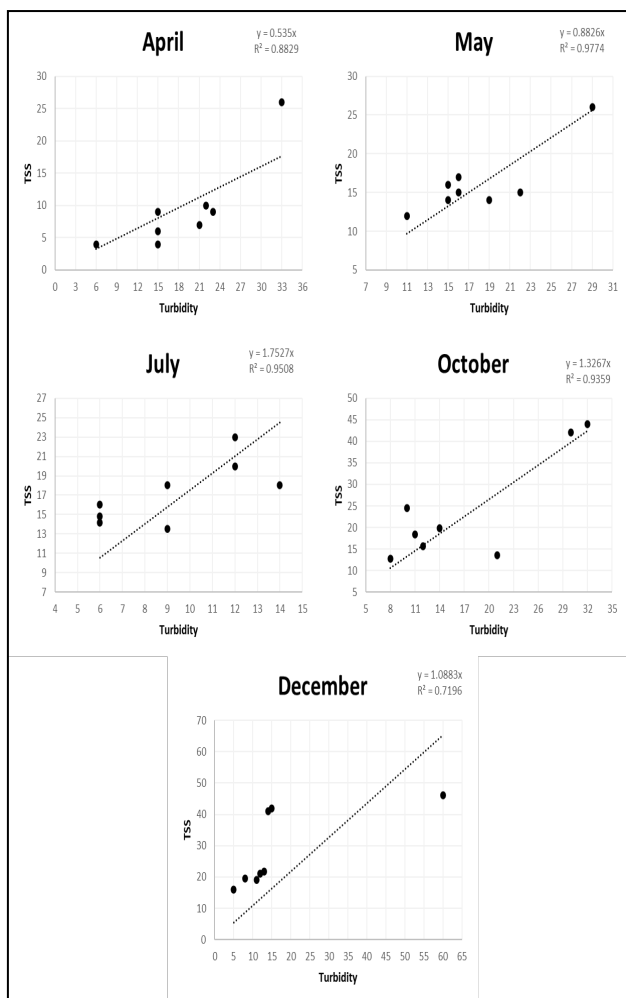 April
y = 0.535x
R² = 0.8829
30
25
20
15
10
5
0
TSS
0 3 6 9 12 15 18 21 24 27 30 33 36
Turbidity
May
y = 0.8826x
R² = 0.9774
30
25
20
15
10
5
TSS
7 9 11 13 15 17 19 21 23 25 27 29 31
Turbidity
July
y = 1.7527x
R² = 0.9508
27
25
23
21
19
17
15
13
11
9
7
TSS
4 5 6 7 8 9 10 11 12 13 14 15
Turbidity
October
y = 1.3267x
R² = 0.9359
50
45
40
35
30
25
20
15
10
5
TSS
5 8 11 14 17 20 23 26 29 32 35
Turbidity
December
y = 1.0883x
R² = 0.7196
70
60
50
40
30
20
10
0
TSS
0 5 10 15 20 25 30 35 40 45 50 55 60 65
Turbidity